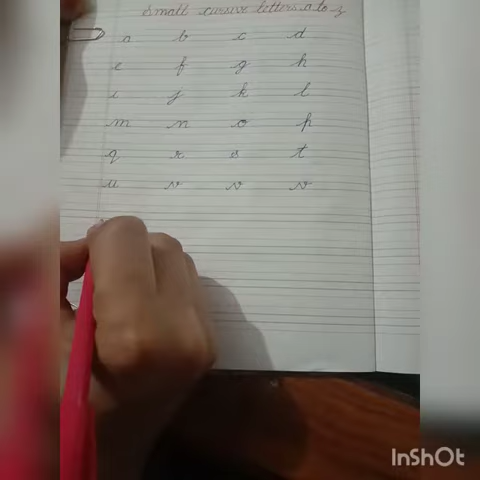 Small cursive letters a to z
a b c d
e f g h
i j k l
m n o p
q r s t
u v v v
InShOt